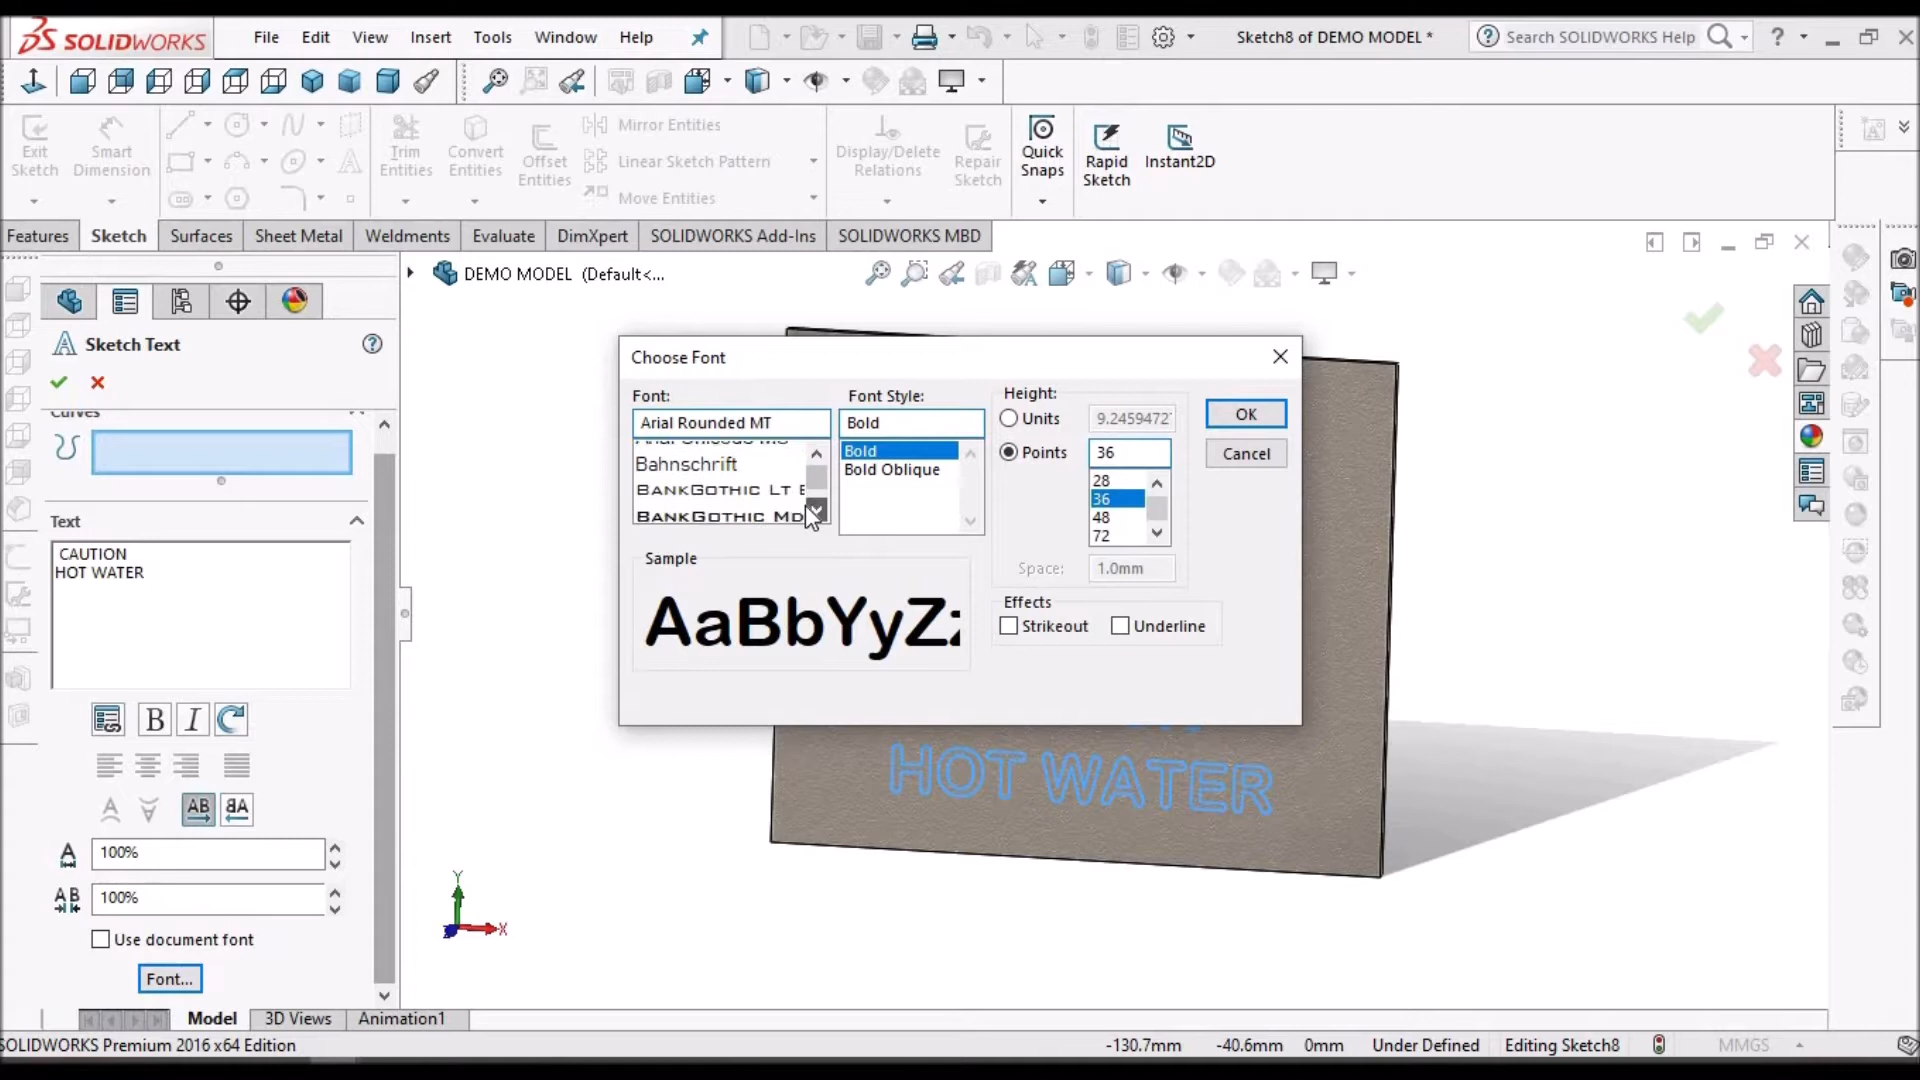 SOLIDWORKS
File Edit View Insert Tools Window Help
Sketch8 of DEMO MODEL *
Search SOLIDWORKS Help
Exit Sketch
Smart Dimension
Trim Entities
Convert Entities
Offset Entities
Mirror Entities
Linear Sketch Pattern
Move Entities
Display/Delete Relations
Repair Sketch
Quick Snaps
Rapid Sketch
Instant2D
Features Sketch Surfaces Sheet Metal Weldments Evaluate DimXpert SOLIDWORKS Add-Ins SOLIDWORKS MBD
DEMO MODEL (Default<...
Sketch Text
Curves
Text
CAUTION
HOT WATER
B I
AB
100%
AB
100%
Use document font
Font...
Choose Font
Font:
Arial Rounded MT
Bahnschrift
BankGothic Lt B
BankGothic Md
Font Style:
Bold
Bold
Bold Oblique
Height:
Units
9.2459472
Points
36
28
36
48
72
Space:
1.0mm
OK
Cancel
Sample
AaBbYyZz
Effects
Strikeout
Underline
HOT WATER
Y
X
Model 3D Views Animation1
SOLIDWORKS Premium 2016 x64 Edition
-130.7mm -40.6mm 0mm Under Defined Editing Sketch8 MMGS